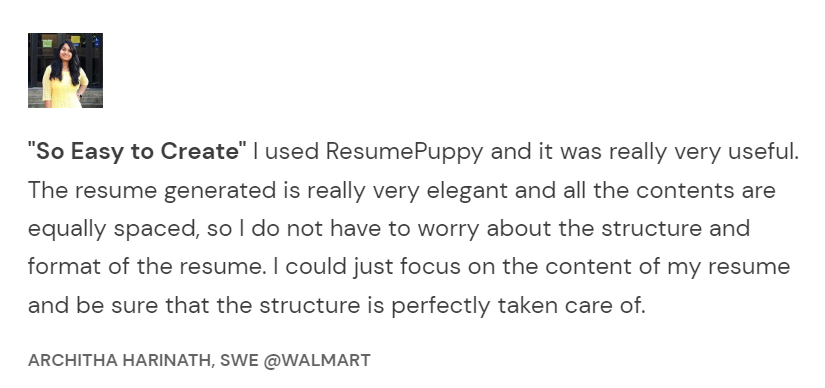 "So Easy to Create" I used ResumePuppy and it was really very useful.
The resume generated is really very elegant and all the contents are
equally spaced, so I do not have to worry about the structure and
format of the resume. I could just focus on the content of my resume
and be sure that the structure is perfectly taken care of.
ARCHITHA HARINATH, SWE @WALMART